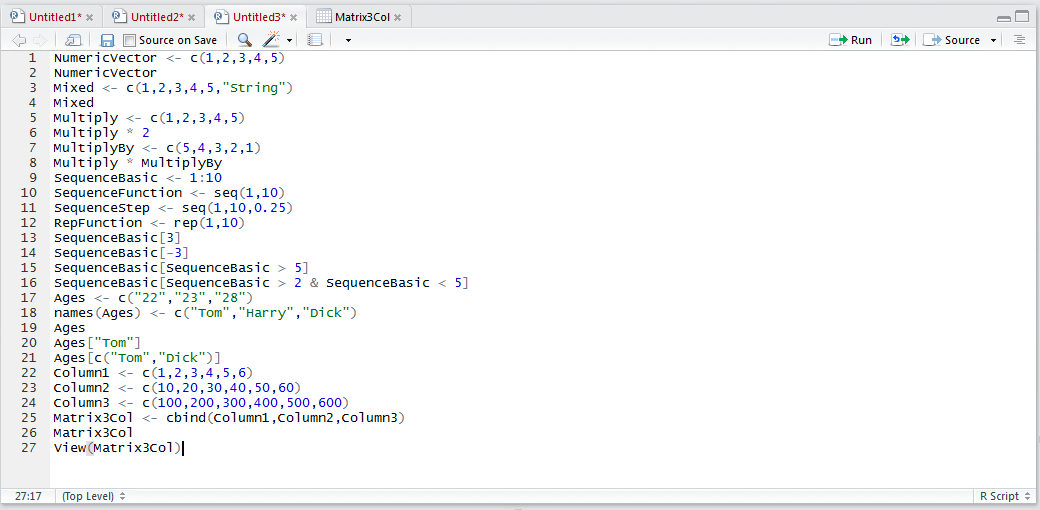 Untitled1* Untitled2* Untitled3* Matrix3Col
Source on Save Run Source
1 NumericVector <- c(1,2,3,4,5)
2 NumericVector
3 Mixed <- c(1,2,3,4,5,"String")
4 Mixed
5 Multiply <- c(1,2,3,4,5)
6 Multiply * 2
7 MultiplyBy <- c(5,4,3,2,1)
8 Multiply * MultiplyBy
9 SequenceBasic <- 1:10
10 SequenceFunction <- seq(1,10)
11 SequenceStep <- seq(1,10,0.25)
12 RepFunction <- rep(1,10)
13 SequenceBasic[3]
14 SequenceBasic[-3]
15 SequenceBasic[SequenceBasic > 5]
16 SequenceBasic[SequenceBasic > 2 & SequenceBasic < 5]
17 Ages <- c("22","23","28")
18 names(Ages) <- c("Tom","Harry","Dick")
19 Ages
20 Ages["Tom"]
21 Ages[c("Tom","Dick")]
22 Column1 <- c(1,2,3,4,5,6)
23 Column2 <- c(10,20,30,40,50,60)
24 Column3 <- c(100,200,300,400,500,600)
25 Matrix3Col <- cbind(Column1,Column2,Column3)
26 Matrix3Col
27 View(Matrix3Col)
27:17 (Top Level) R Script